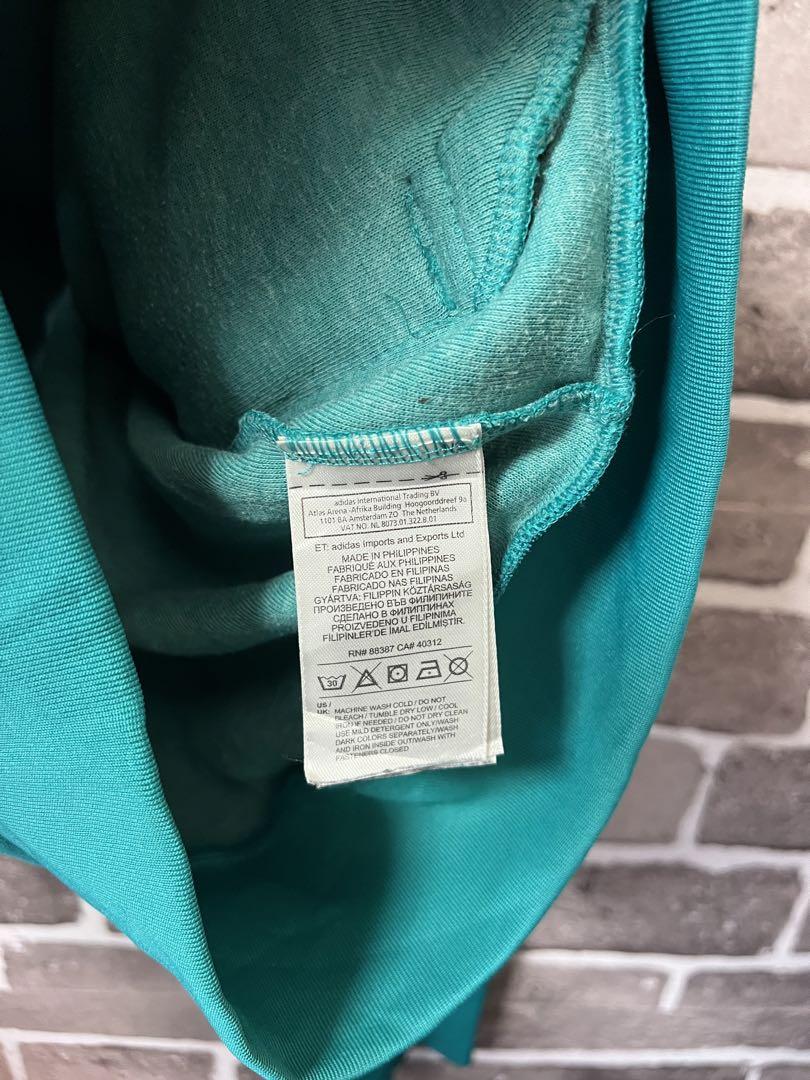 adidas International Trading BV
Atlas Arena -Afrika Building Hoogoorddreef 9a
1101 BA Amsterdam ZO The Netherlands
VAT NO. NL 8073.01.322.B.01
ET: adidas Imports and Exports Ltd
MADE IN PHILIPPINES
FABRIQUÉ AUX PHILIPPINES
FABRICADO EN FILIPINAS
FABRICADO NAS FILIPINAS
GYÁRTVA: FILIPPIN KÖZTÁRSASÁG
ПРОИЗВЕДЕНО ВЪВ ФИЛИПИНИТЕ
СДЕЛАНО В ФИЛИППИНАХ
PROIZVEDENO U FILIPINIMA
FİLİPİNLER'DE İMAL EDİLMİŞTİR.
RN# 88387 CA# 40312
30
US /
UK: MACHINE WASH COLD / DO NOT
BLEACH / TUMBLE DRY LOW / COOL
IRON IF NEEDED / DO NOT DRY CLEAN
USE MILD DETERGENT ONLY/WASH
DARK COLORS SEPARATELY/WASH
AND IRON INSIDE OUT/WASH WITH
FASTENERS CLOSED